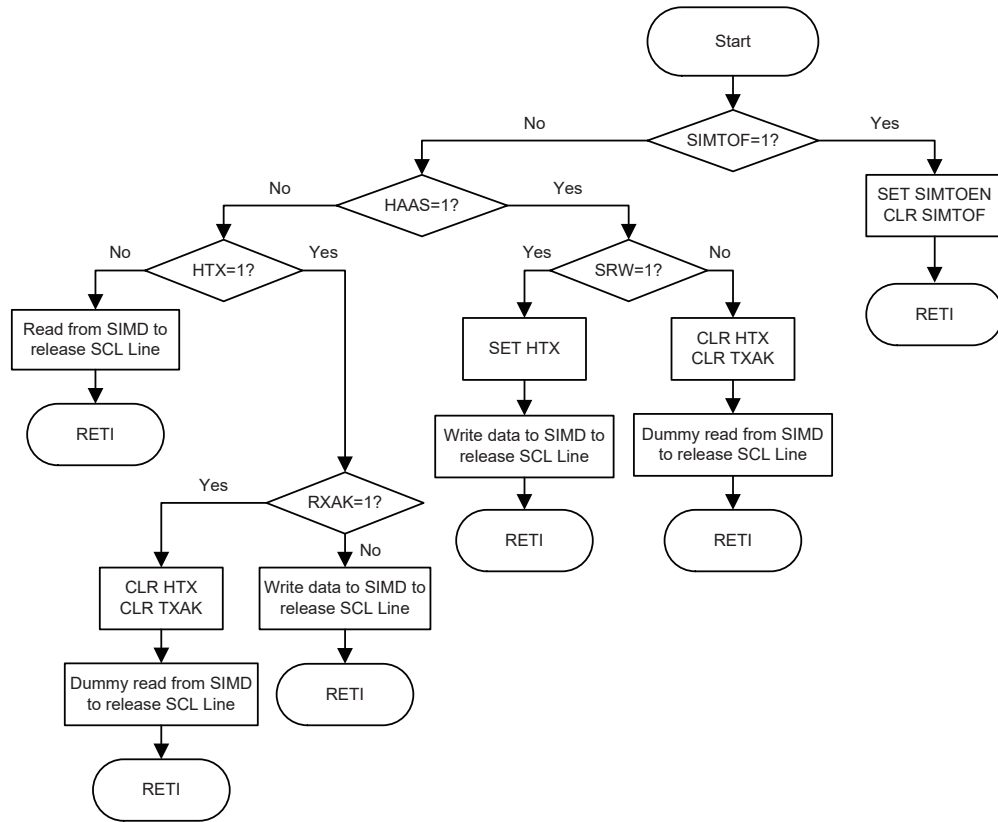 Start
No
SIMTOF=1?
Yes
No
HAAS=1?
Yes
SET SIMTOEN
CLR SIMTOF
No
HTX=1?
Yes
Yes
SRW=1?
No
RETI
Read from SIMD to
release SCL Line
SET HTX
CLR HTX
CLR TXAK
RETI
Write data to SIMD to
release SCL Line
Dummy read from SIMD
to release SCL Line
Yes
RXAK=1?
RETI
RETI
No
CLR HTX
CLR TXAK
Write data to SIMD to
release SCL Line
Dummy read from SIMD
to release SCL Line
RETI
RETI